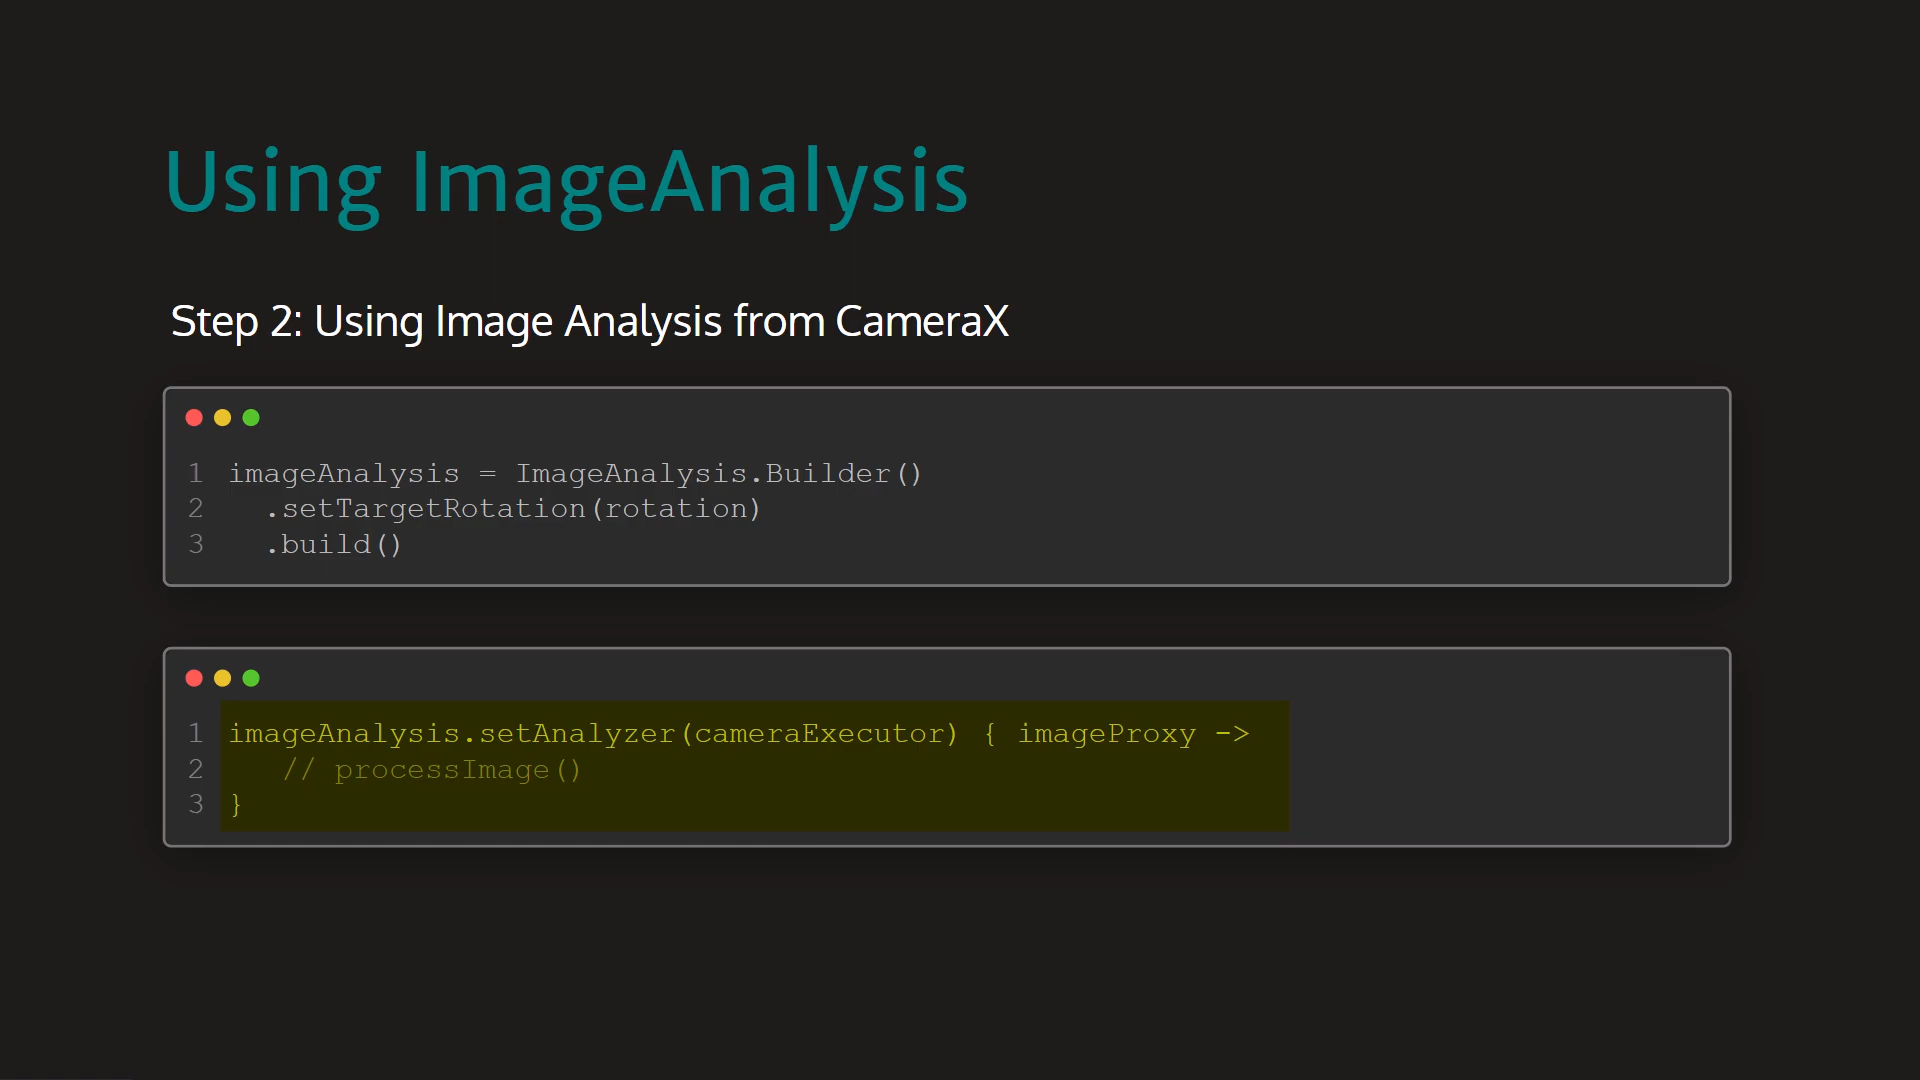 Using ImageAnalysis
Step 2: Using Image Analysis from CameraX
1 imageAnalysis = ImageAnalysis.Builder()
2   .setTargetRotation(rotation)
3   .build()
1 imageAnalysis.setAnalyzer(cameraExecutor) { imageProxy ->
2    // processImage()
3 }